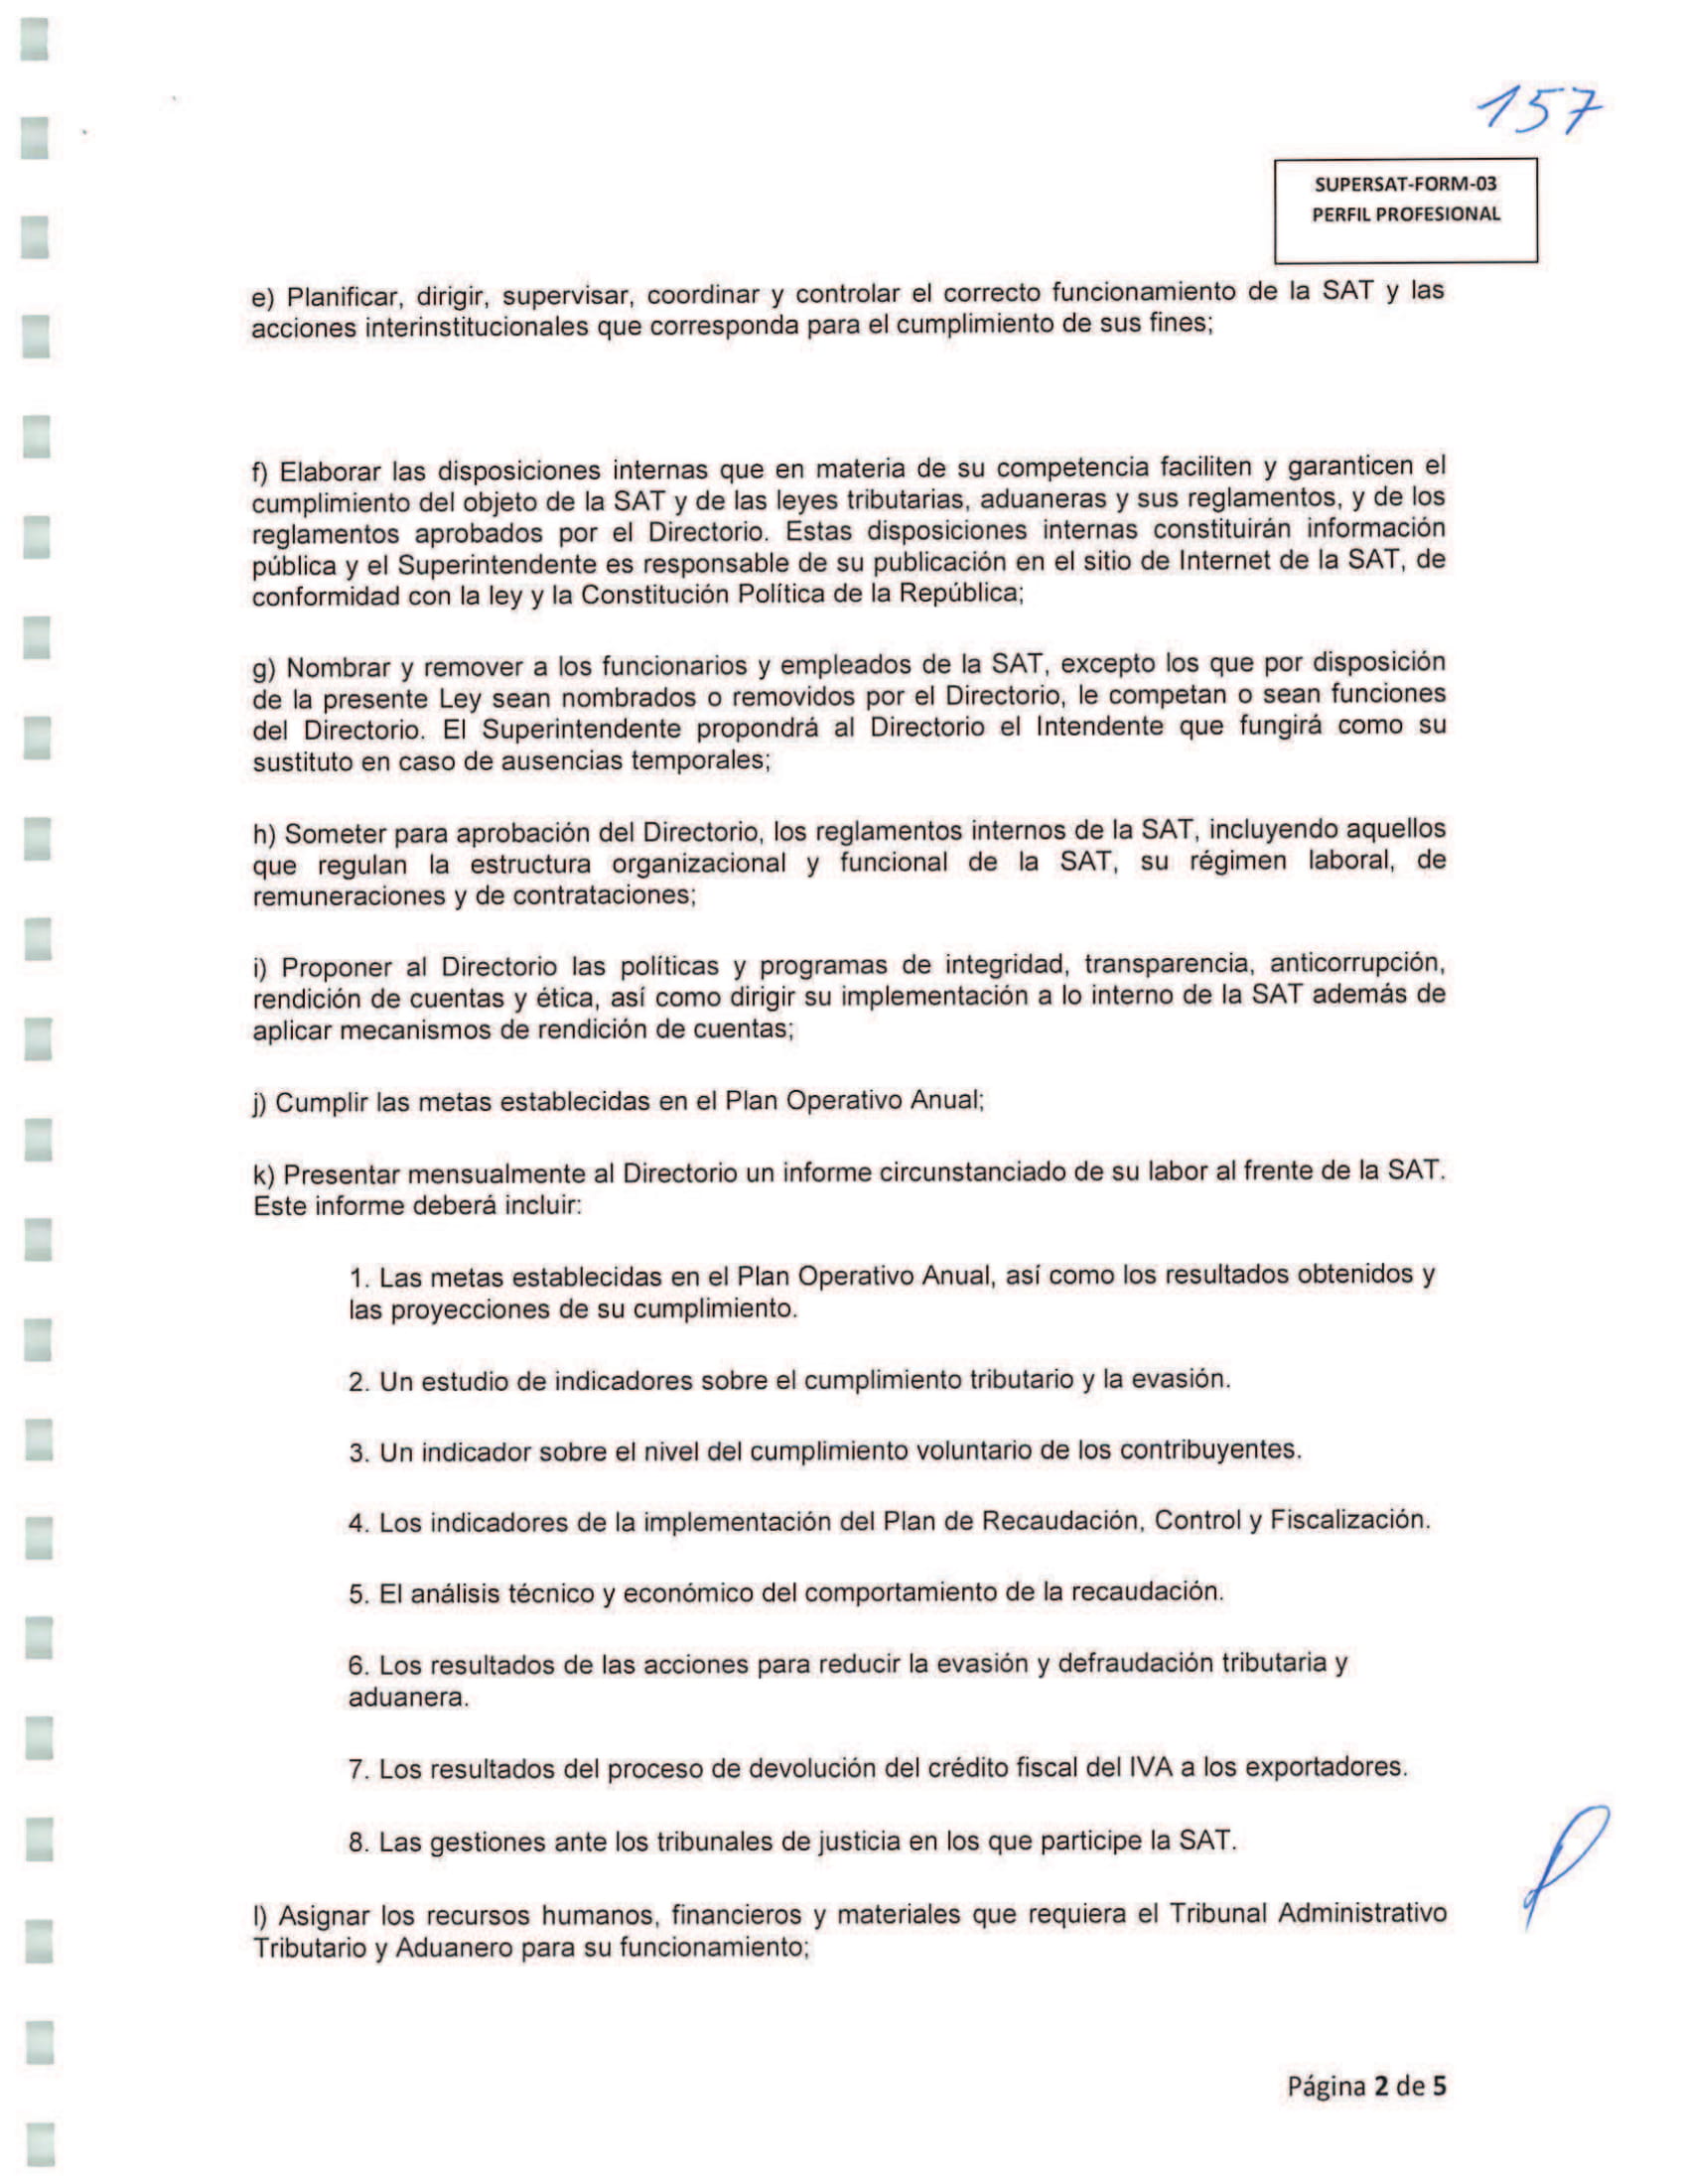 157
SUPERSAT-FORM-03
PERFIL PROFESIONAL
e) Planificar, dirigir, supervisar, coordinar y controlar el correcto funcionamiento de la SAT y las
acciones interinstitucionales que corresponda para el cumplimiento de sus fines;
f) Elaborar las disposiciones internas que en materia de su competencia faciliten y garanticen el
cumplimiento del objeto de la SAT y de las leyes tributarias, aduaneras y sus reglamentos, y de los
reglamentos aprobados por el Directorio. Estas disposiciones internas constituirán información
pública y el Superintendente es responsable de su publicación en el sitio de Internet de la SAT, de
conformidad con la ley y la Constitución Política de la República;
g) Nombrar y remover a los funcionarios y empleados de la SAT, excepto los que por disposición
de la presente Ley sean nombrados o removidos por el Directorio, le competan o sean funciones
del Directorio. El Superintendente propondrá al Directorio el Intendente que fungirá como su
sustituto en caso de ausencias temporales;
h) Someter para aprobación del Directorio, los reglamentos internos de la SAT, incluyendo aquellos
que regulan la estructura organizacional y funcional de la SAT, su régimen laboral, de
remuneraciones y de contrataciones;
i) Proponer al Directorio las políticas y programas de integridad, transparencia, anticorrupción,
rendición de cuentas y ética, así como dirigir su implementación a lo interno de la SAT además de
aplicar mecanismos de rendición de cuentas;
j) Cumplir las metas establecidas en el Plan Operativo Anual;
k) Presentar mensualmente al Directorio un informe circunstanciado de su labor al frente de la SAT.
Este informe deberá incluir:
1. Las metas establecidas en el Plan Operativo Anual, así como los resultados obtenidos y
las proyecciones de su cumplimiento.
2. Un estudio de indicadores sobre el cumplimiento tributario y la evasión.
3. Un indicador sobre el nivel del cumplimiento voluntario de los contribuyentes.
4. Los indicadores de la implementación del Plan de Recaudación, Control y Fiscalización.
5. El análisis técnico y económico del comportamiento de la recaudación.
6. Los resultados de las acciones para reducir la evasión y defraudación tributaria y
aduanera.
7. Los resultados del proceso de devolución del crédito fiscal del IVA a los exportadores.
8. Las gestiones ante los tribunales de justicia en los que participe la SAT.
l) Asignar los recursos humanos, financieros y materiales que requiera el Tribunal Administrativo
Tributario y Aduanero para su funcionamiento;
Página 2 de 5